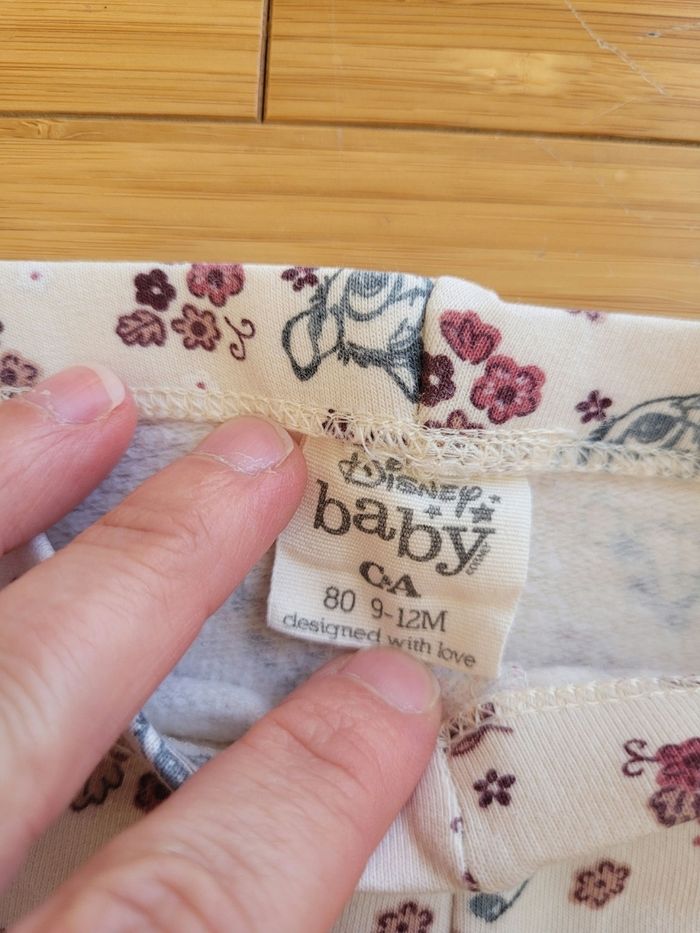 Disney
baby
C&A
80 9-12M
designed with love